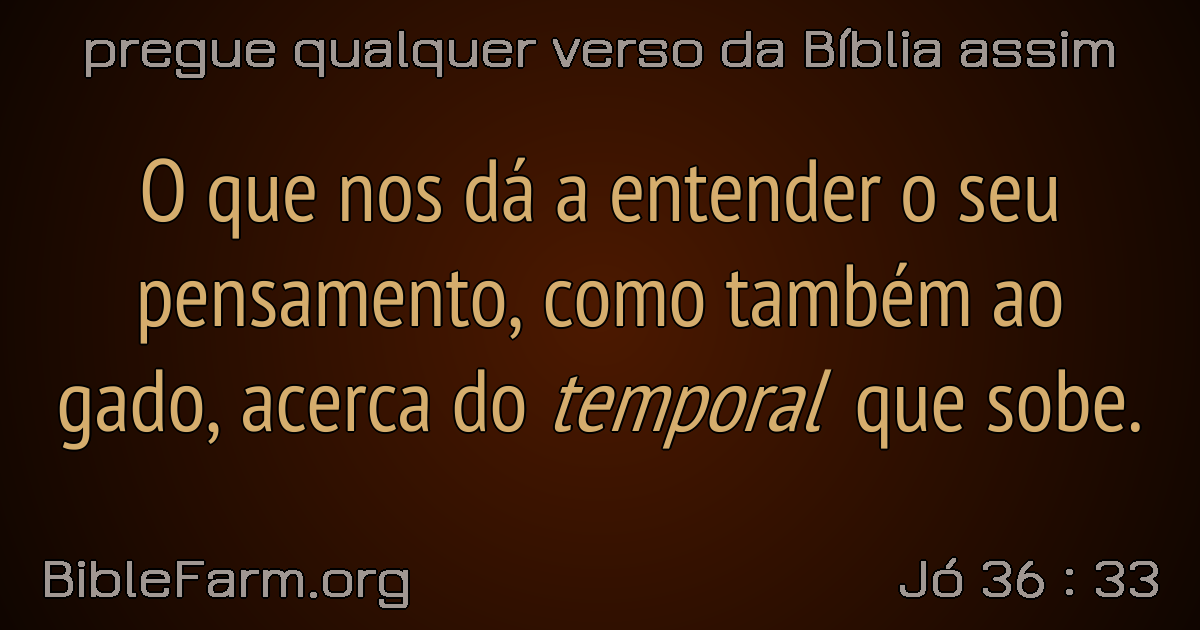 pregue qualquer verso da Bíblia assim
O que nos dá a entender o seu
pensamento, como também ao
gado, acerca do temporal que sobe.
BibleFarm.org
Jó 36 : 33